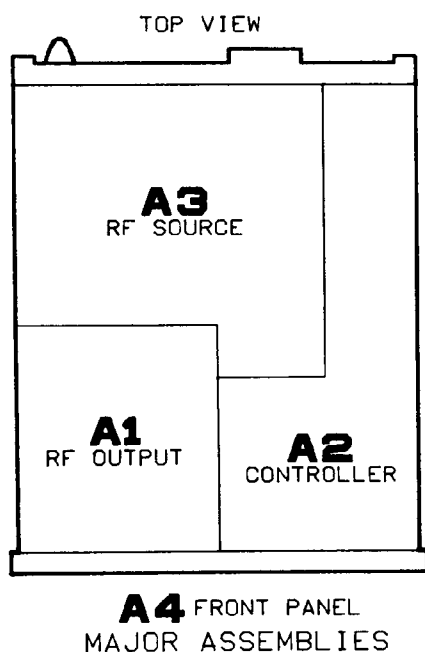 TOP VIEW
A3
RF SOURCE
A1
RF OUTPUT
A2
CONTROLLER
A4 FRONT PANEL
MAJOR ASSEMBLIES